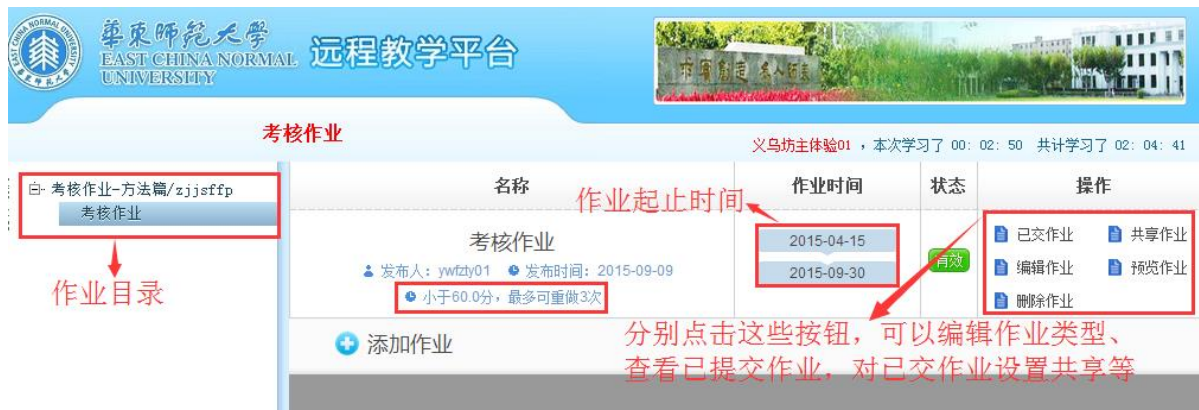 華東師範大學
EAST CHINA NORMAL
UNIVERSITY
远程教学平台
考核作业
义乌坊主体验01 ，本次学习了 00: 02: 50 共计学习了 02: 04: 41
考核作业-方法篇/zjjsffp
考核作业
作业目录
名称
作业时间
状态
操作
作业起止时间
考核作业
发布人: ywfzty01 发布时间: 2015-09-09
小于60.0分，最多可重做3次
2015-04-15
2015-09-30
有效
已交作业 共享作业
编辑作业 预览作业
删除作业
添加作业
分别点击这些按钮，可以编辑作业类型、
查看已提交作业，对已交作业设置共享等